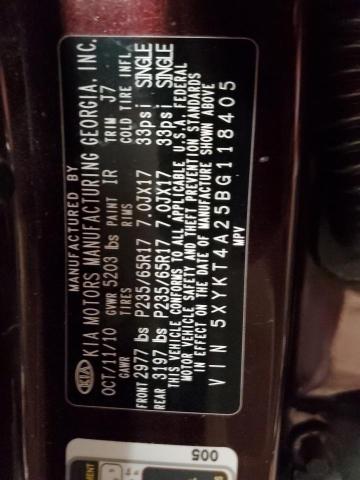 MANUFACTURED BY
KIA KIA MOTORS MANUFACTURING GEORGIA, INC.
OCT/11/10 GVWR 5203 lbs PAINT IR TRIM J7
GAWR TIRES RIMS COLD TIRE INFL.
FRONT 2977 lbs P235/65R17 7.0JX17 33psi SINGLE
REAR 3197 lbs P235/65R17 7.0JX17 33psi SINGLE
THIS VEHICLE CONFORMS TO ALL APPLICABLE U.S.A. FEDERAL
MOTOR VEHICLE SAFETY AND THEFT PREVENTION STANDARDS
IN EFFECT ON THE DATE OF MANUFACTURE SHOWN ABOVE
VIN 5XYKT4A25BG118405
MPV
005